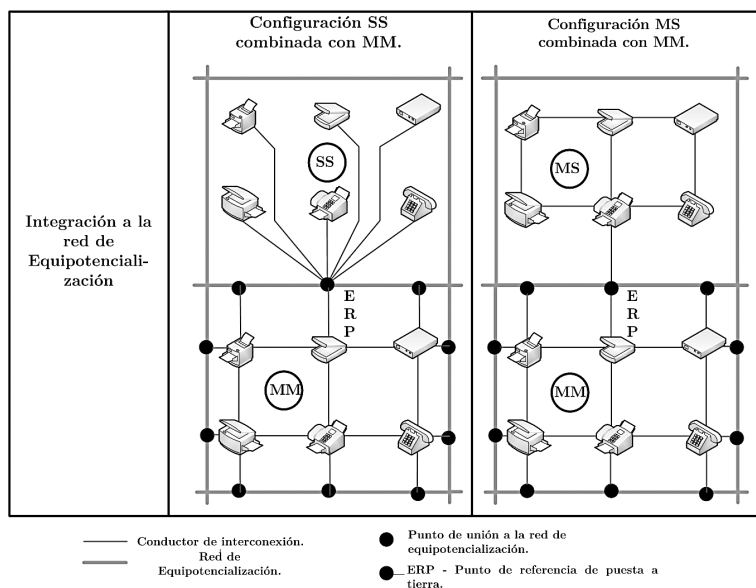 Configuración SS
combinada con MM.
Configuración MS
combinada con MM.
Integración a la
red de
Equipotenciali-
zación
SS
MS
E
R
P
E
R
P
MM
MM
Conductor de interconexión.
Red de
Equipotencialización.
Punto de unión a la red de
equipotencialización.
ERP - Punto de referencia de puesta a
tierra.